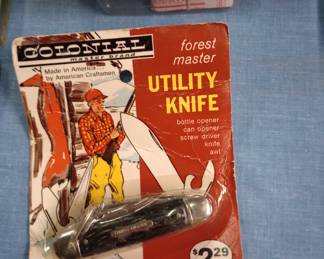 COLONIAL
master brand
Made in America
by American Craftsmen
forest
master
UTILITY
KNIFE
bottle opener
can opener
screw driver
knife
awl
$2.29